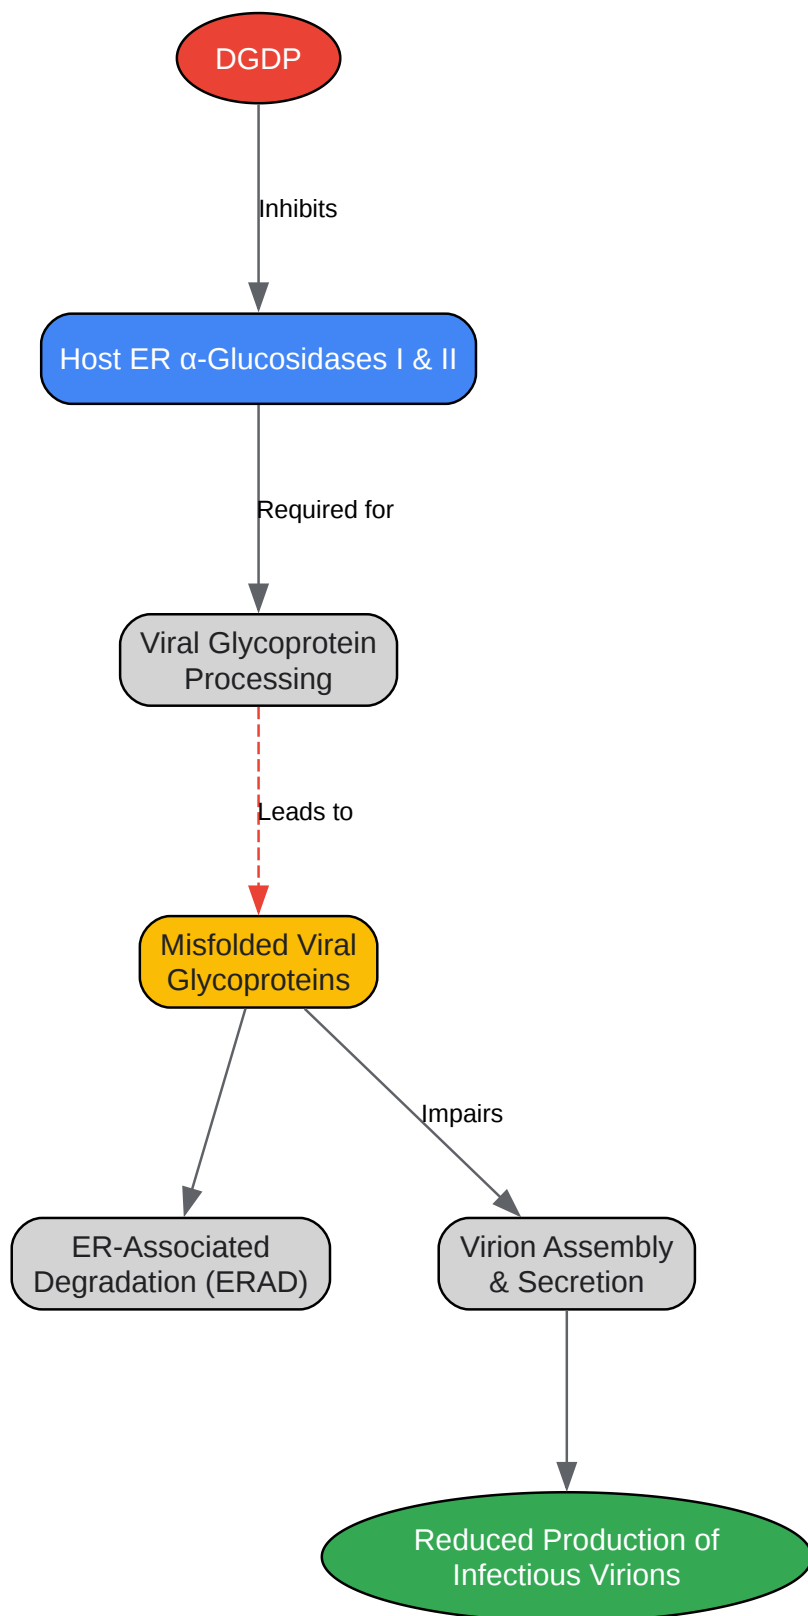 DGDP
Inhibits
Host ER α-Glucosidases I & II
Required for
Viral Glycoprotein
Processing
Leads to
Misfolded Viral
Glycoproteins
Impairs
ER-Associated
Degradation (ERAD)
Virion Assembly
& Secretion
Reduced Production of
Infectious Virions